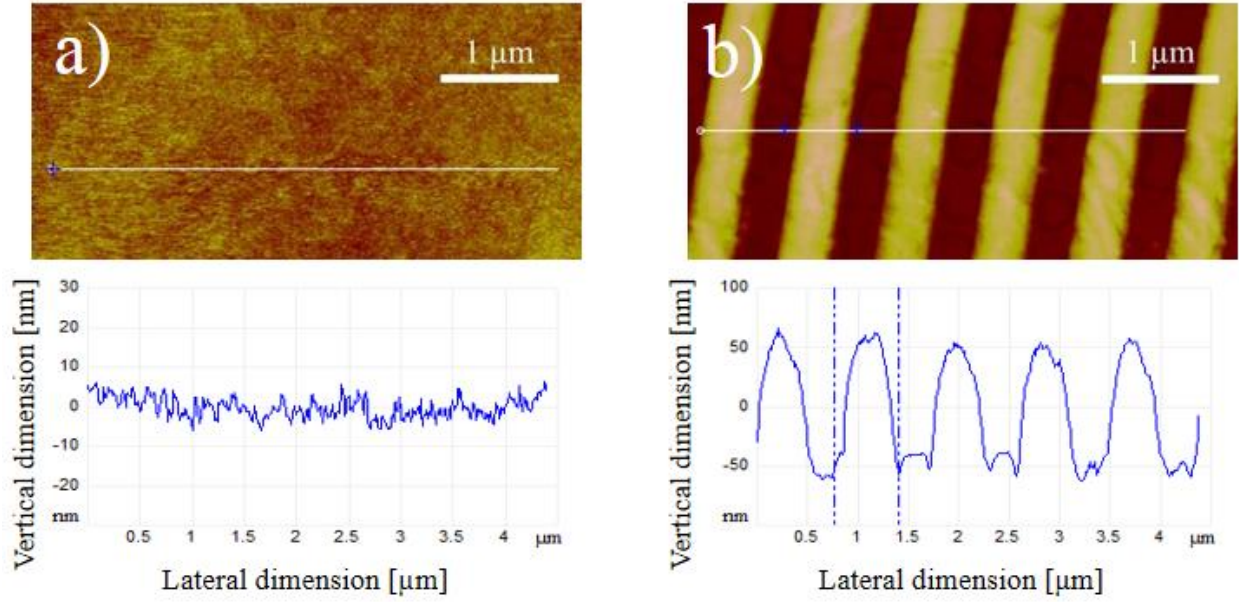 a)
1 µm
Vertical dimension [nm]
30
20
10
0
-10
-20
nm
0.5
1
1.5
2
2.5
3
3.5
4
µm
Lateral dimension [µm]
b)
1 µm
Vertical dimension [nm]
100
50
0
-50
nm
0.5
1
1.5
2
2.5
3
3.5
4
µm
Lateral dimension [µm]